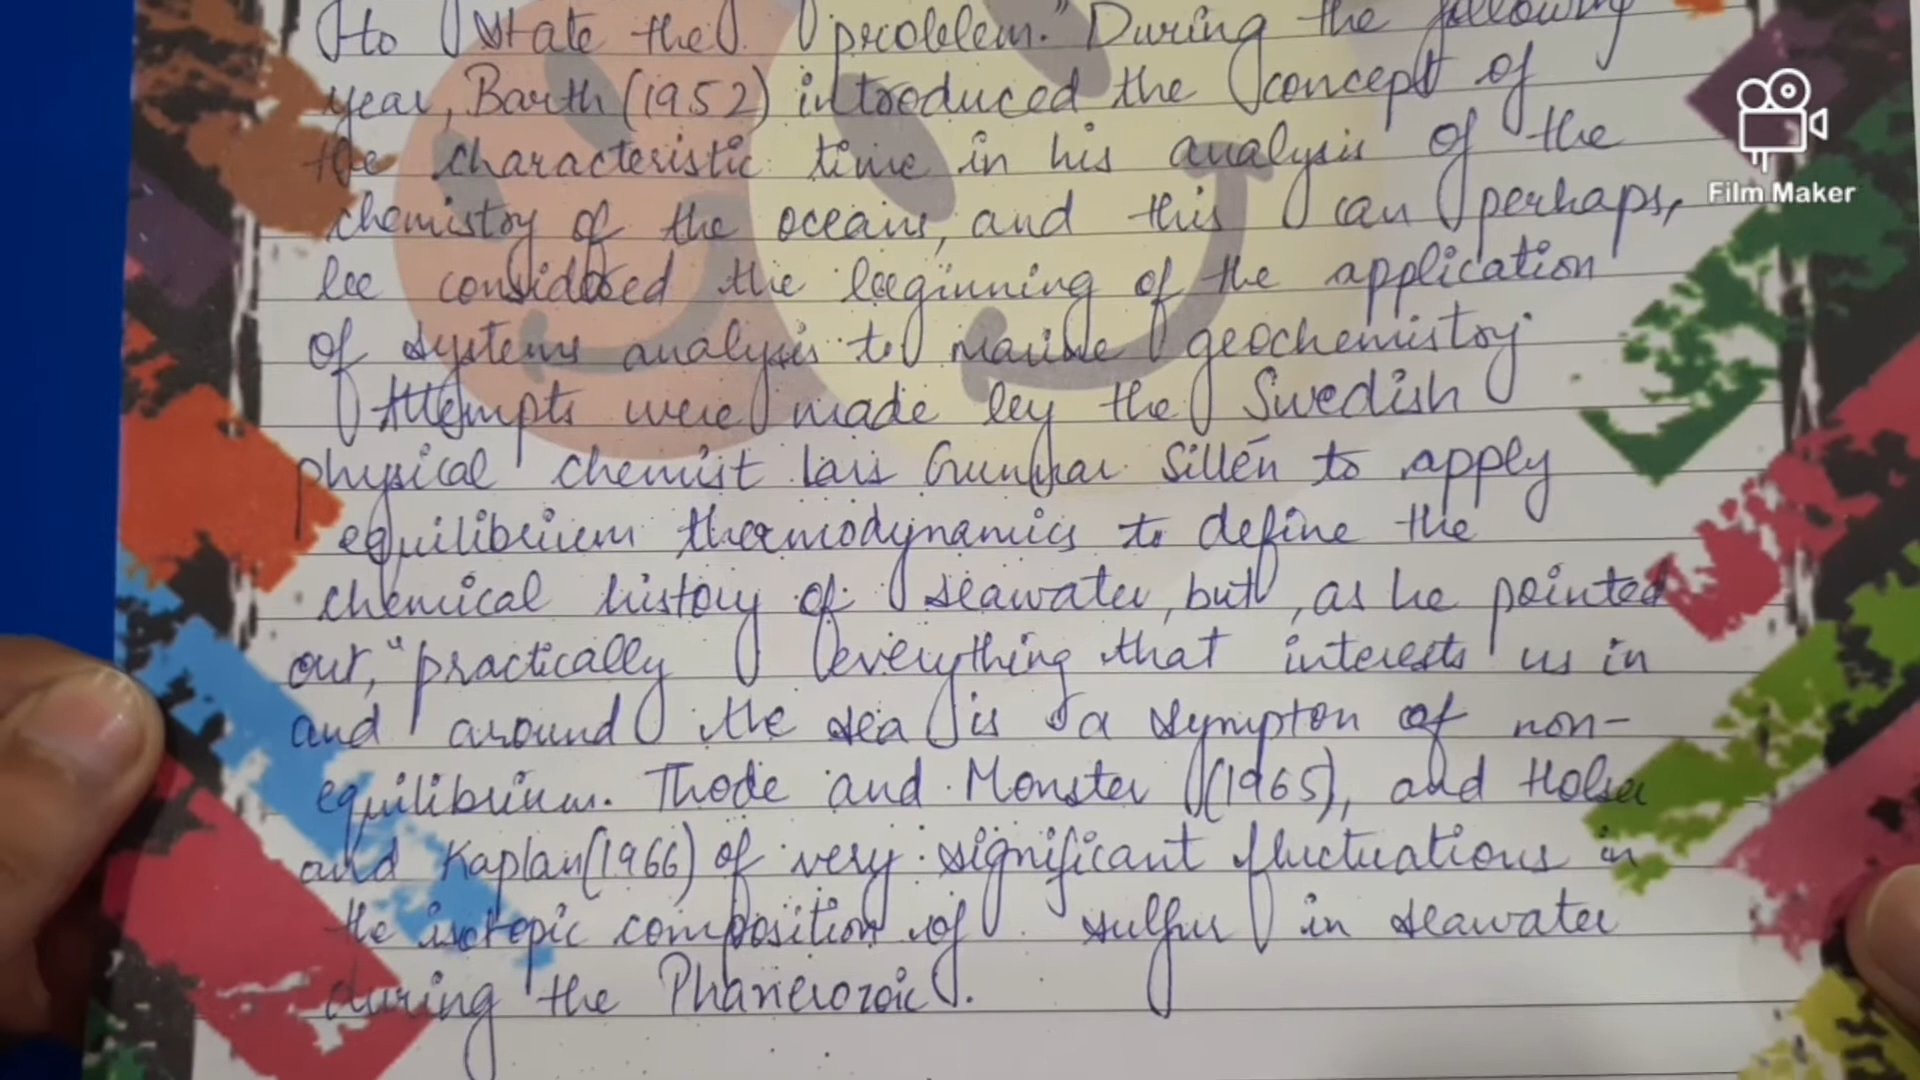 to state the problem." During the following
year, Barth (1952) introduced the concept of
the characteristic time in his analysis of the
chemistry of the oceans, and this can perhaps,
be considered the beginning of the application
of systems analysis to marine geochemistry.
Attempts were made by the Swedish
physical chemist Lars Gunnar Sillén to apply
equilibrium thermodynamics to define the
chemical history of seawater, but, as he pointed
out, "practically everything that interests us in
and around the sea is a sympton of non-
equilibrium. Thode and Monster (1965), and Holser
and Kaplan (1966) of very significant fluctuations in
the isotopic composition of sulfur in seawater
during the Phanerozoic.
Film Maker